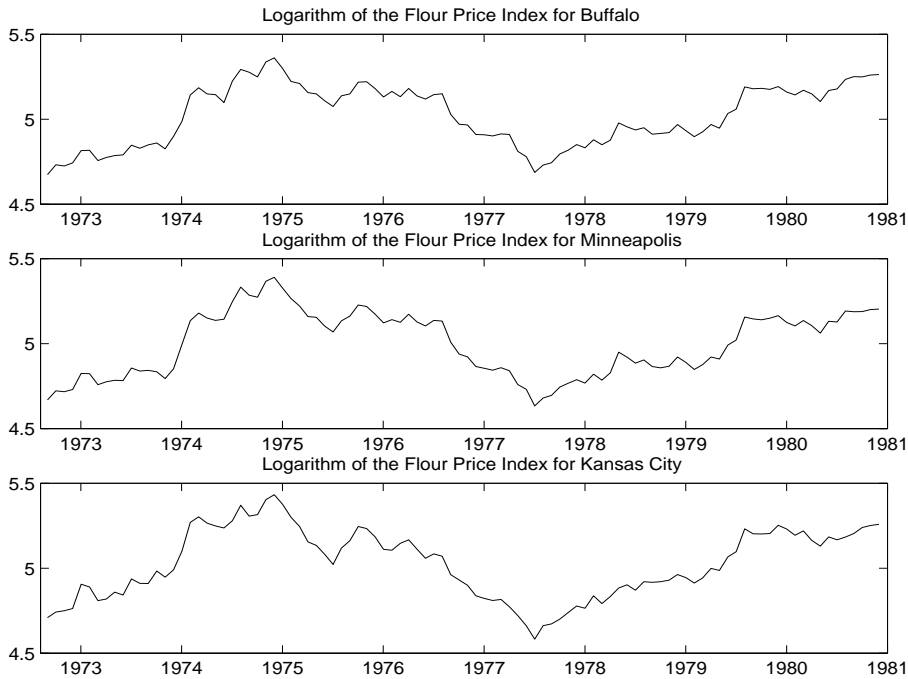 Logarithm of the Flour Price Index for Buffalo
5.5
5
4.5
1973 1974 1975 1976 1977 1978 1979 1980 1981
Logarithm of the Flour Price Index for Minneapolis
5.5
5
4.5
1973 1974 1975 1976 1977 1978 1979 1980 1981
Logarithm of the Flour Price Index for Kansas City
5.5
5
4.5
1973 1974 1975 1976 1977 1978 1979 1980 1981